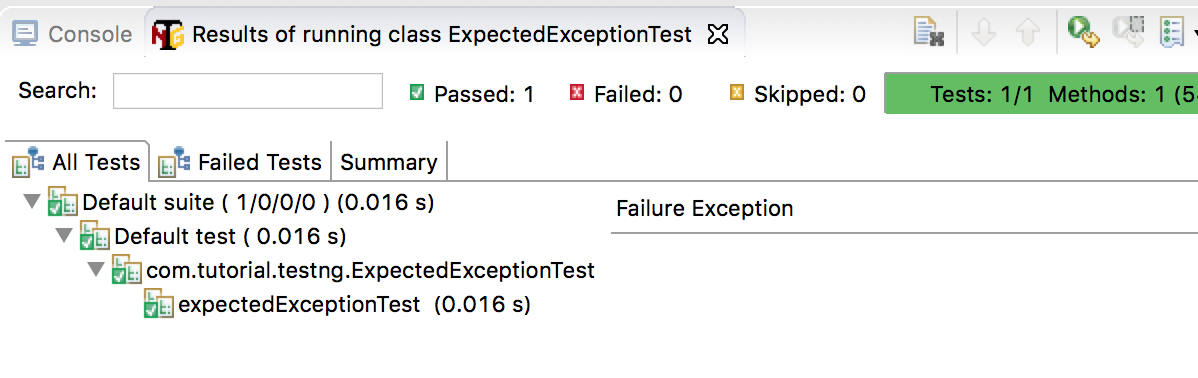 Console Results of running class ExpectedExceptionTest
Search: Passed: 1 Failed: 0 Skipped: 0 Tests: 1/1 Methods: 1
All Tests Failed Tests Summary
Default suite ( 1/0/0/0 ) (0.016 s)
Failure Exception
Default test ( 0.016 s)
com.tutorial.testng.ExpectedExceptionTest
expectedExceptionTest (0.016 s)